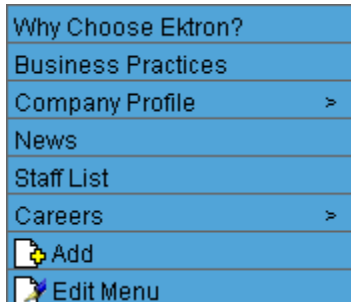 Why Choose Ektron?
Business Practices
Company Profile >
News
Staff List
Careers >
Add
Edit Menu